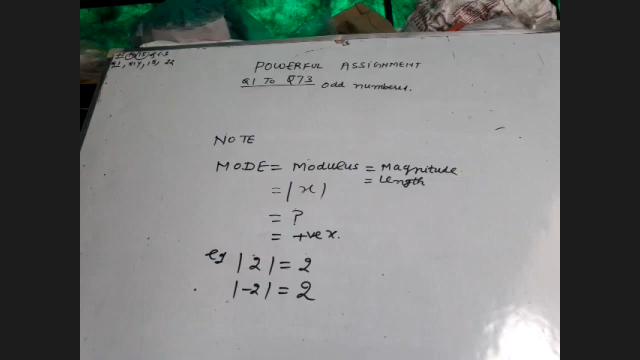 POWERFUL ASSIGNMENT
Q1 TO Q73 odd numbers.
NOTE
MODE = Modulus = Magnitude
= Length
= |x|
= ?
= +ve x.
eg |2| = 2
|-2| = 2